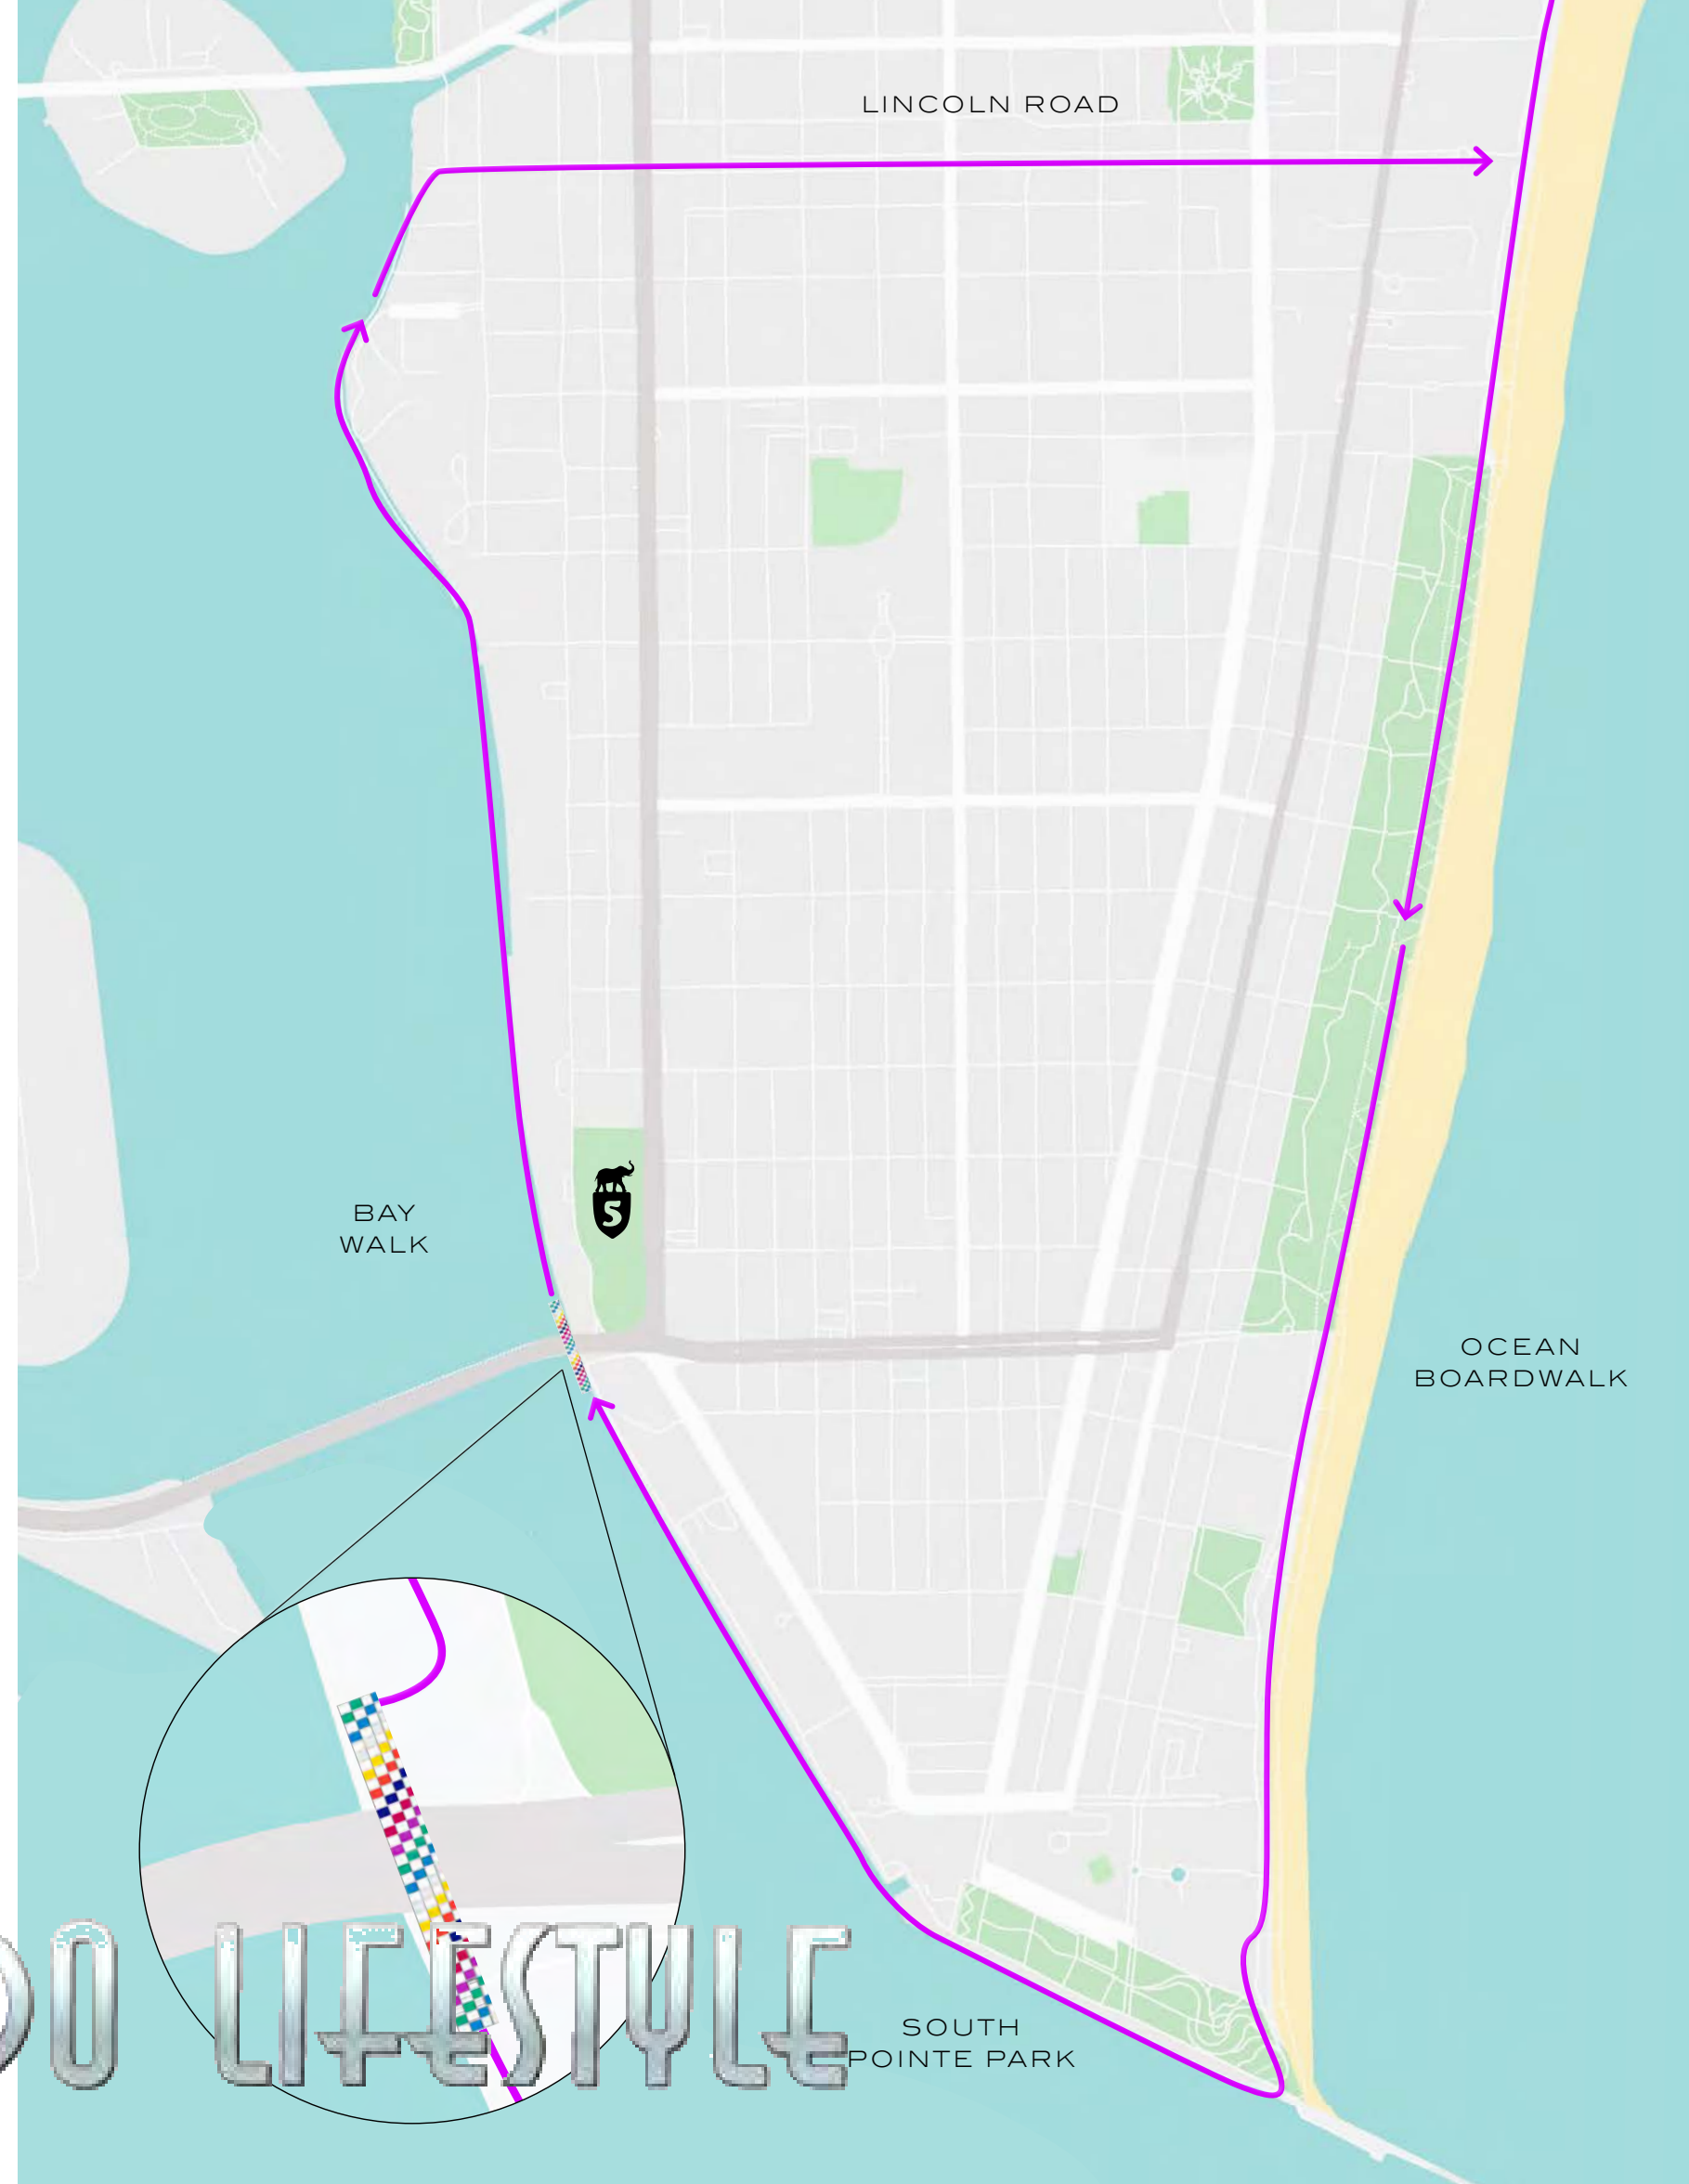 LINCOLN ROAD
BAY
WALK
S
OCEAN
BOARDWALK
LIFESTYLE
SOUTH
POINTE PARK